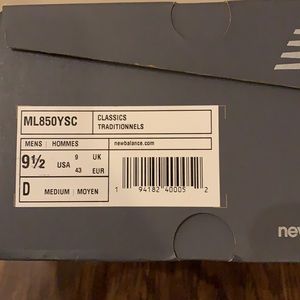 ML850YSC
CLASSICS
TRADITIONNELS
MENS | HOMMES
newbalance.com
9½ USA 9 UK 43 EUR
D MEDIUM | MOYEN
1 94182 40005 2
new